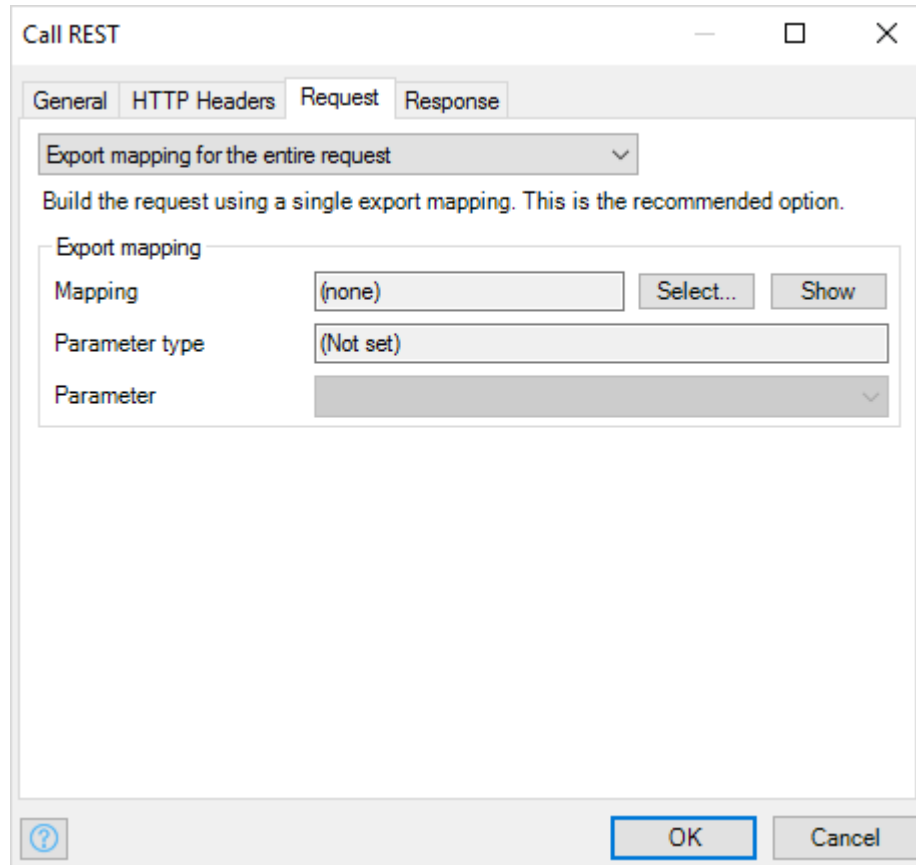 Call REST
General HTTP Headers Request Response
Export mapping for the entire request
Build the request using a single export mapping. This is the recommended option.
Export mapping
Mapping (none) Select... Show
Parameter type (Not set)
Parameter
? OK Cancel